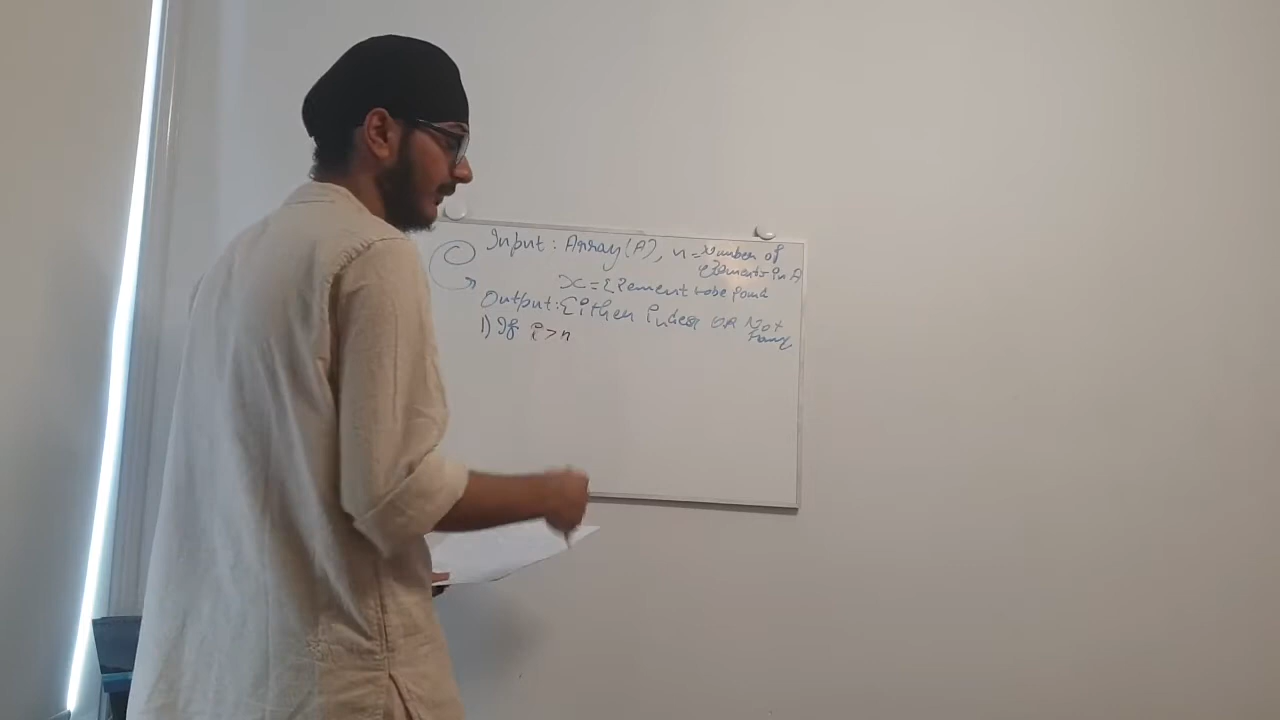 Input: Array(A), n = Number of
Elements in A
x = Element to be found
Output: Either index OR Not
found
1) If i > n